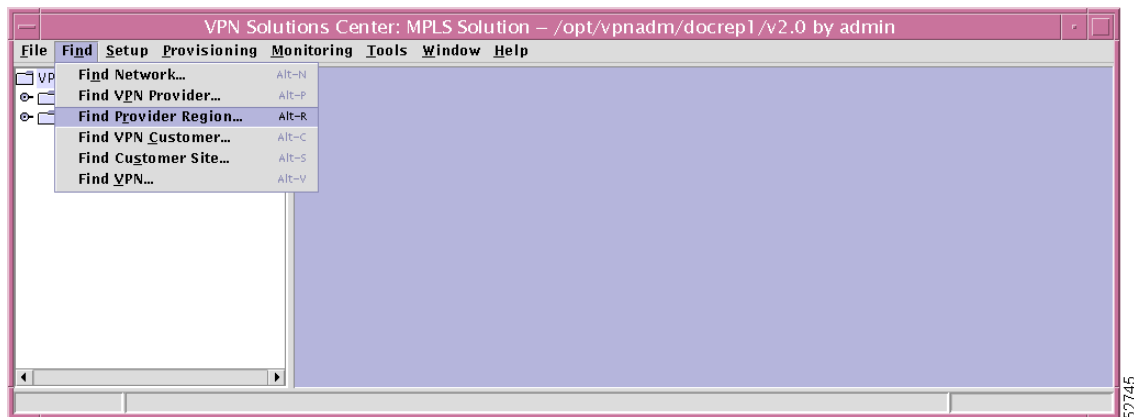 VPN Solutions Center: MPLS Solution – /opt/vpnadm/docrep1/v2.0 by admin
File Find Setup Provisioning Monitoring Tools Window Help
VP
Find Network... Alt-N
Find VPN Provider... Alt-P
Find Provider Region... Alt-R
Find VPN Customer... Alt-C
Find Customer Site... Alt-S
Find VPN... Alt-V
52745